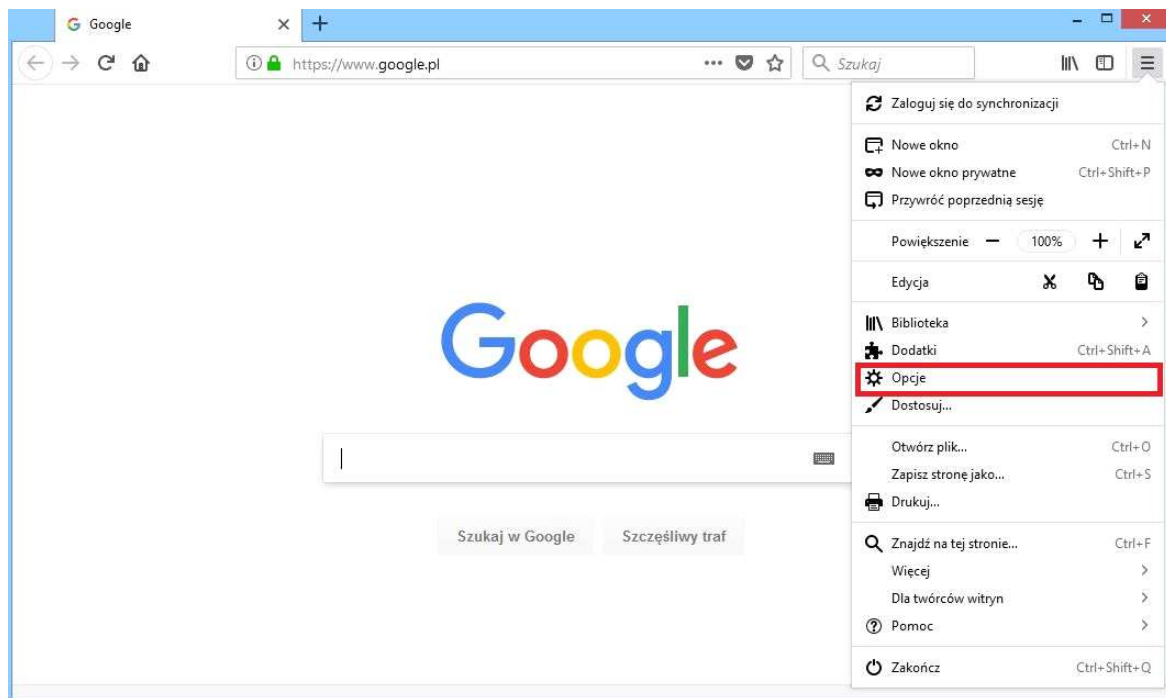 Google
https://www.google.pl
Szukaj
Zaloguj się do synchronizacji
Nowe okno Ctrl+N
Nowe okno prywatne Ctrl+Shift+P
Przywróć poprzednią sesję
Powiększenie 100%
Edycja
Biblioteka
Dodatki Ctrl+Shift+A
Opcje
Dostosuj...
Otwórz plik... Ctrl+O
Zapisz stronę jako... Ctrl+S
Drukuj...
Znajdź na tej stronie... Ctrl+F
Więcej
Dla twórców witryn
Pomoc
Zakończ Ctrl+Shift+Q
Google
Szukaj w Google Szczęśliwy traf